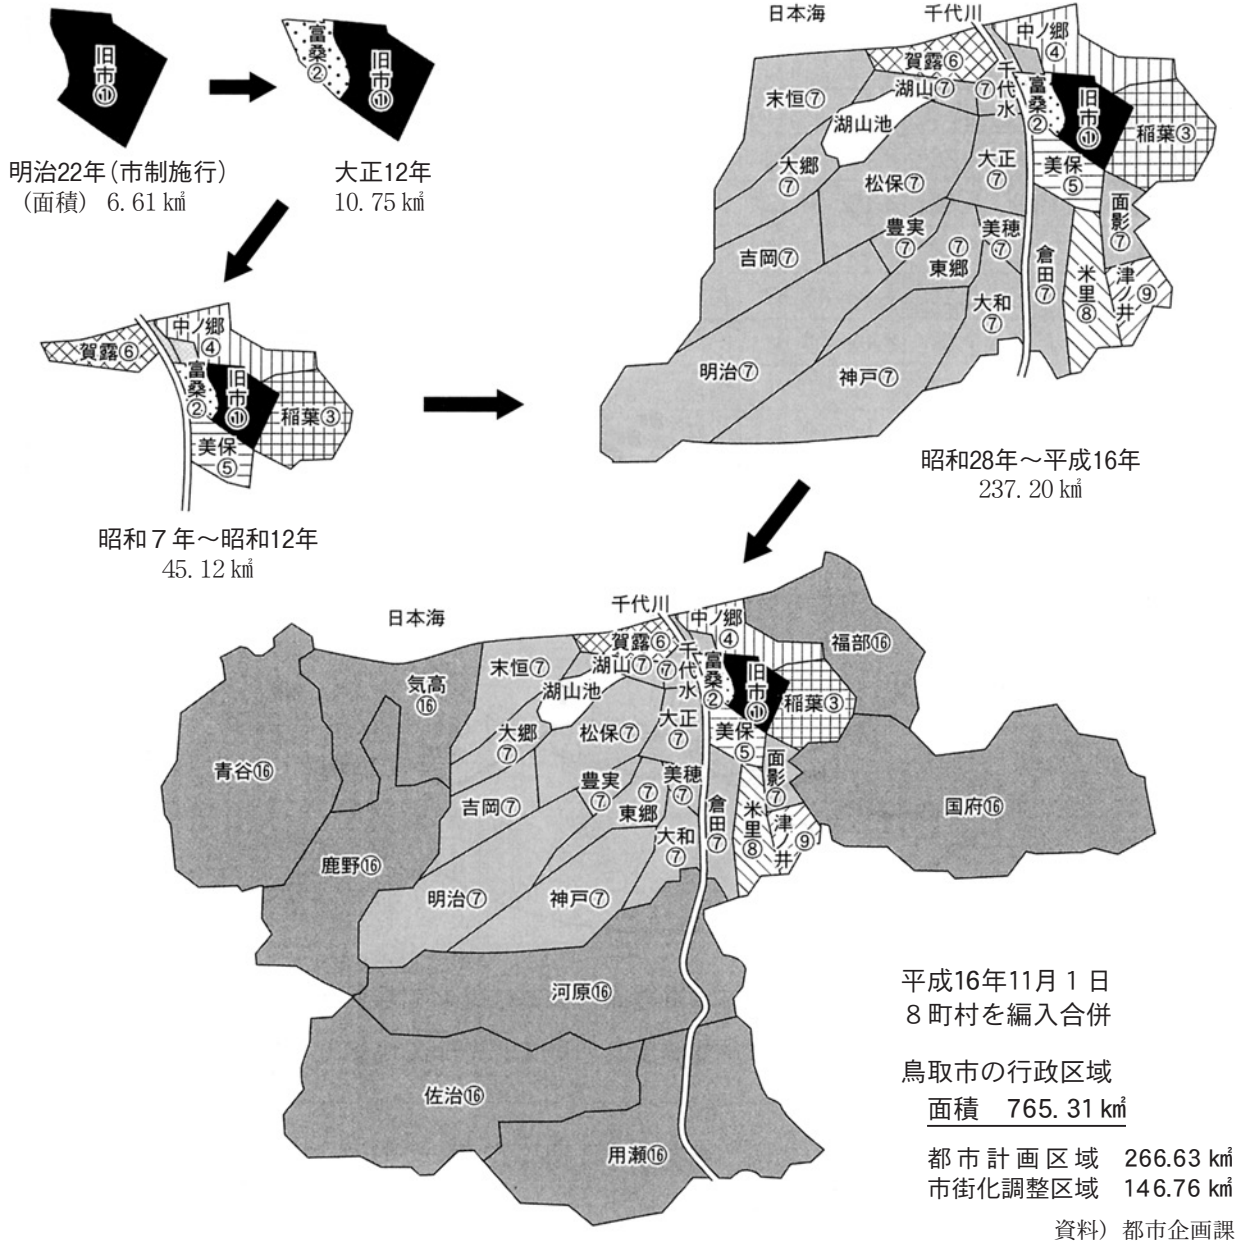 旧市①
明治22年(市制施行)
(面積) 6.61㎢
富桑②
旧市①
大正12年
10.75㎢
中ノ郷④
賀露⑥
富桑②
旧市①
稲葉③
美保⑤
昭和7年～昭和12年
45.12㎢
日本海
千代川
中ノ郷④
賀露⑥
湖山⑦
千代水⑦
末恒⑦
富桑②
旧市①
稲葉③
湖山池
大正⑦
美保⑤
大郷⑦
松保⑦
面影⑦
豊実⑦
美穂⑦
吉岡⑦
東郷⑦
倉田⑦
米里⑧
津ノ井⑨
大和⑦
明治⑦
神戸⑦
昭和28年～平成16年
237.20㎢
日本海
千代川
中ノ郷④
福部⑯
賀露⑥
末恒⑦
湖山⑦
千代水⑦
富桑②
旧市①
気高⑯
湖山池
稲葉③
大正⑦
美保⑤
大郷⑦
松保⑦
青谷⑯
面影⑦
豊実⑦
美穂⑦
国府⑯
吉岡⑦
東郷⑦
倉田⑦
米里⑧
津ノ井⑨
大和⑦
鹿野⑯
明治⑦
神戸⑦
河原⑯
佐治⑯
用瀬⑯
平成16年11月1日
8町村を編入合併
鳥取市の行政区域
面積 765.31㎢
都市計画区域 266.63㎢
市街化調整区域 146.76㎢
資料) 都市企画課